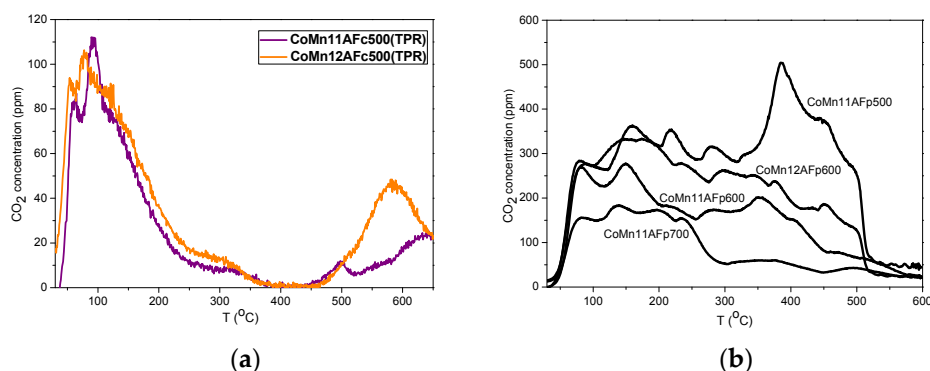 120
100
80
60
40
20
0
CO2 concentration (ppm)
100 200 300 400 500 600
T (°C)
CoMn11AFc500(TPR)
CoMn12AFc500(TPR)
(a)
600
500
400
300
200
100
0
CO2 concentration (ppm)
100 200 300 400 500 600
T (°C)
CoMn11AFp500
CoMn12AFp600
CoMn11AFp600
CoMn11AFp700
(b)